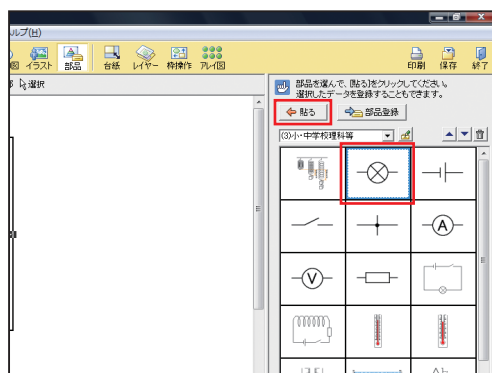 ルプ(H)
図 イラスト 部品 台紙 レイヤー 枠操作 アレイ図 印刷 保存 終了
選択
部品を選んで、[貼る]をクリックしてください。
選択したデータを登録することもできます。
貼る 部品登録
(3)小・中学校理科等
A
V